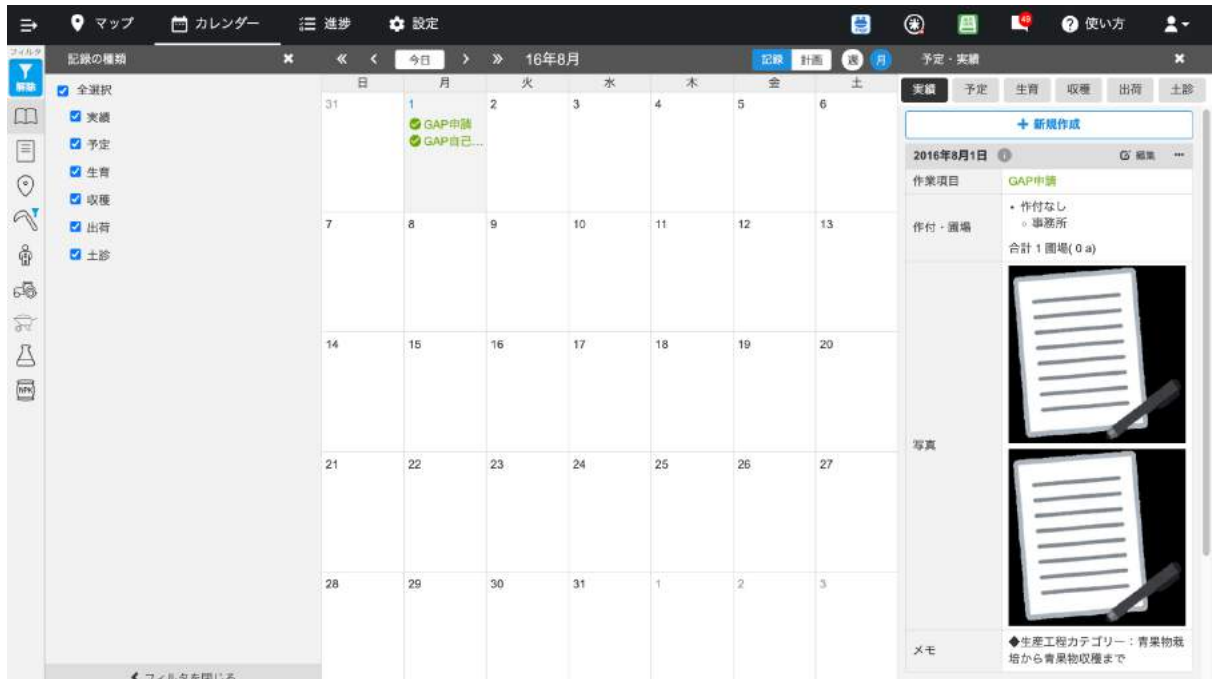 マップ
カレンダー
進捗
設定
米
49
使い方
フィルタ
解除
記録の種類
全選択
実績
予定
生育
収穫
出荷
土診
NPK
フィルタを閉じる
今日
16年8月
記録 計画 週 月
日 月 火 水 木 金 土
31 1 2 3 4 5 6
GAP申請
GAP自己...
7 8 9 10 11 12 13
14 15 16 17 18 19 20
21 22 23 24 25 26 27
28 29 30 31 1 2 3
予定・実績
実績 予定 生育 収穫 出荷 土診
+ 新規作成
2016年8月1日 編集 ...
作業項目 GAP申請
作付・圃場
・作付なし
事務所
合計 1 圃場( 0 a)
写真
メモ
◆生産工程カテゴリー：青果物栽
培から青果物収穫まで